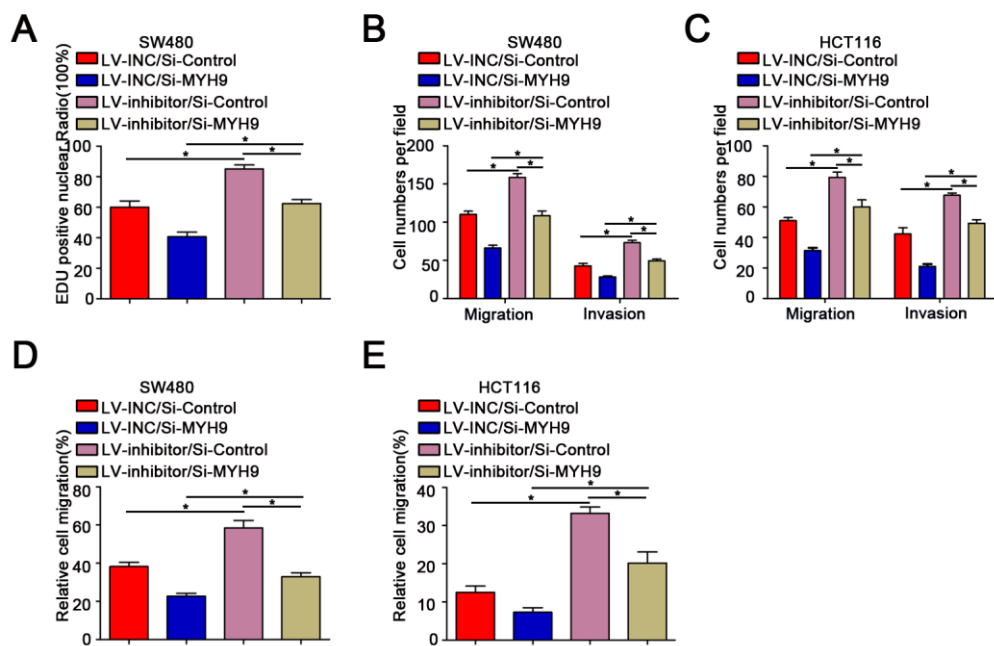 A
SW480
LV-INC/Si-Control
LV-INC/Si-MYH9
LV-inhibitor/Si-Control
LV-inhibitor/Si-MYH9
EDU positive nuclear Radio(100%)
100
80
60
40
20
0
*
*
*
B
SW480
LV-INC/Si-Control
LV-INC/Si-MYH9
LV-inhibitor/Si-Control
LV-inhibitor/Si-MYH9
Cell numbers per field
200
150
100
50
0
*
*
*
*
*
*
Migration Invasion
C
HCT116
LV-INC/Si-Control
LV-INC/Si-MYH9
LV-inhibitor/Si-Control
LV-inhibitor/Si-MYH9
Cell numbers per field
100
80
60
40
20
0
*
*
*
*
*
*
Migration Invasion
D
SW480
LV-INC/Si-Control
LV-INC/Si-MYH9
LV-inhibitor/Si-Control
LV-inhibitor/Si-MYH9
Relative cell migration(%)
80
60
40
20
0
*
*
*
E
HCT116
LV-INC/Si-Control
LV-INC/Si-MYH9
LV-inhibitor/Si-Control
LV-inhibitor/Si-MYH9
Relative cell migration(%)
40
30
20
10
0
*
*
*